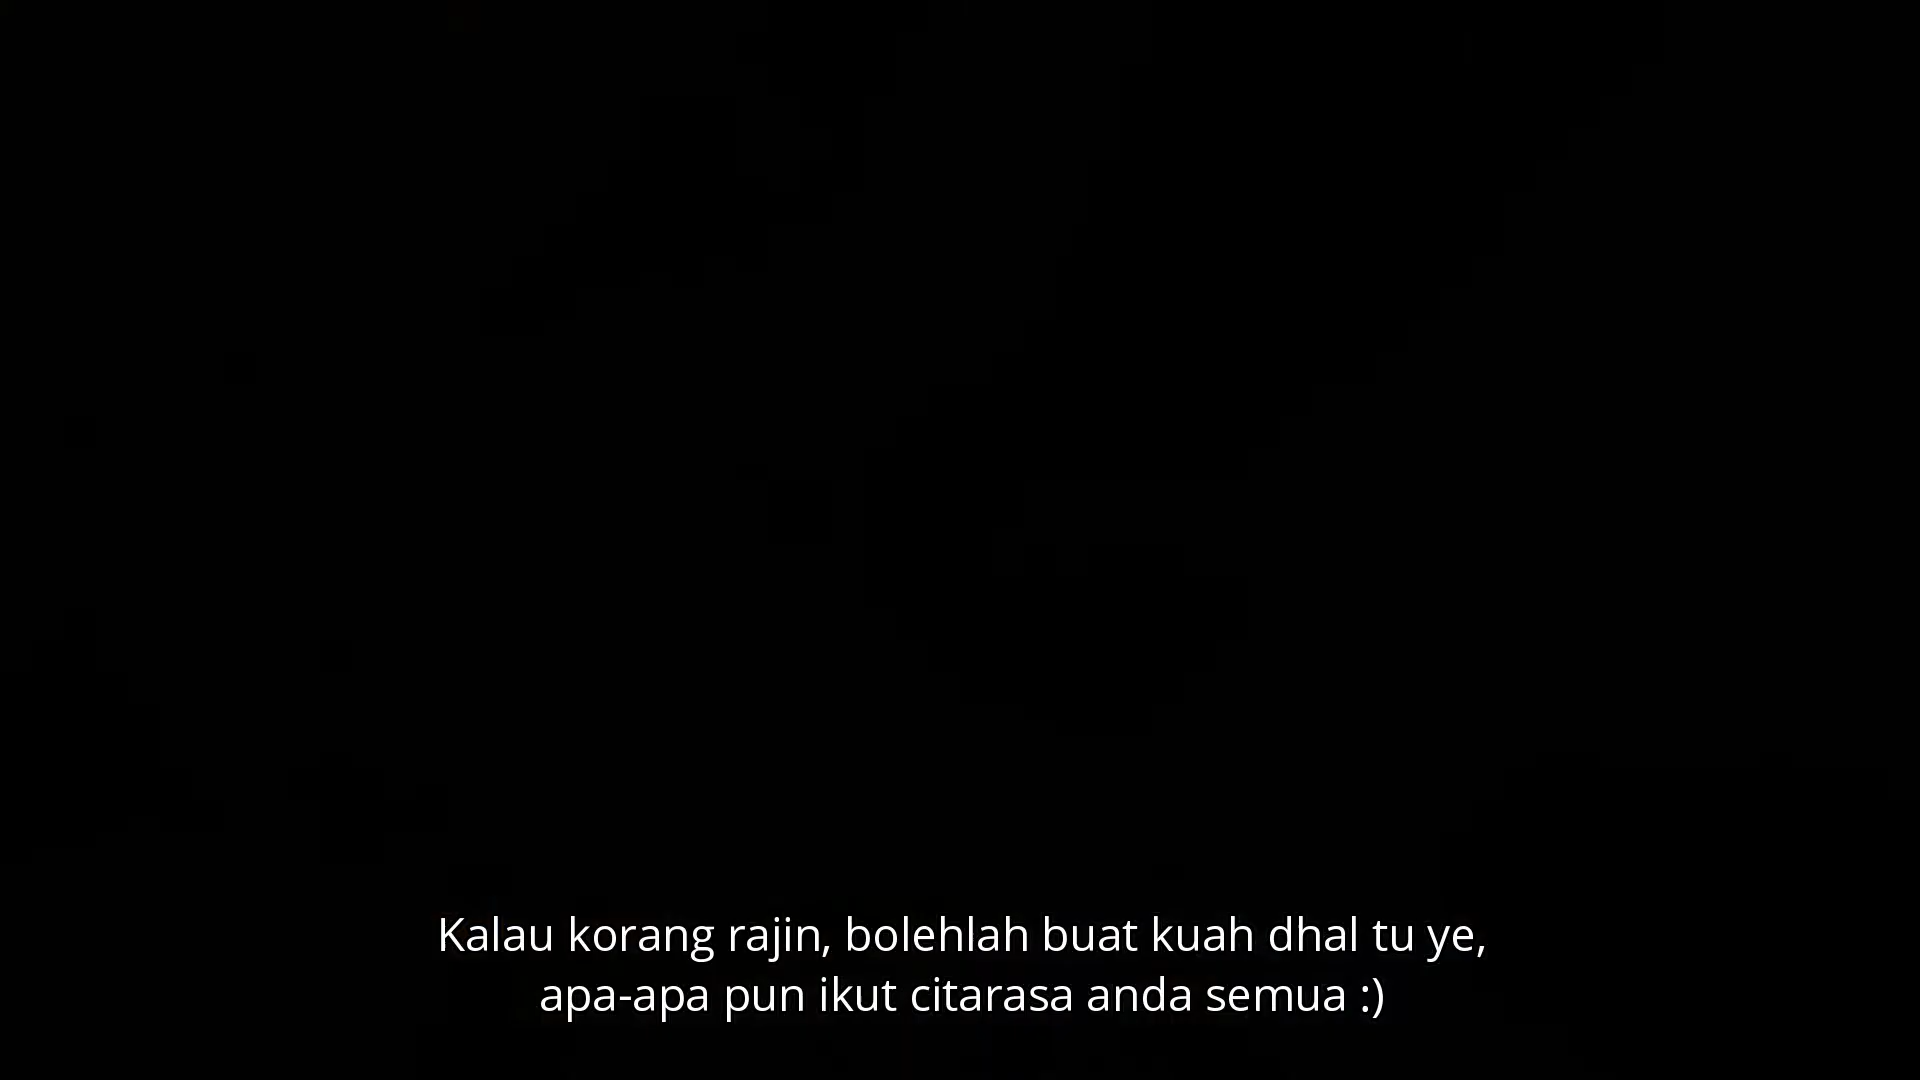 Kalau korang rajin, bolehlah buat kuah dhal tu ye,
apa-apa pun ikut citarasa anda semua :)